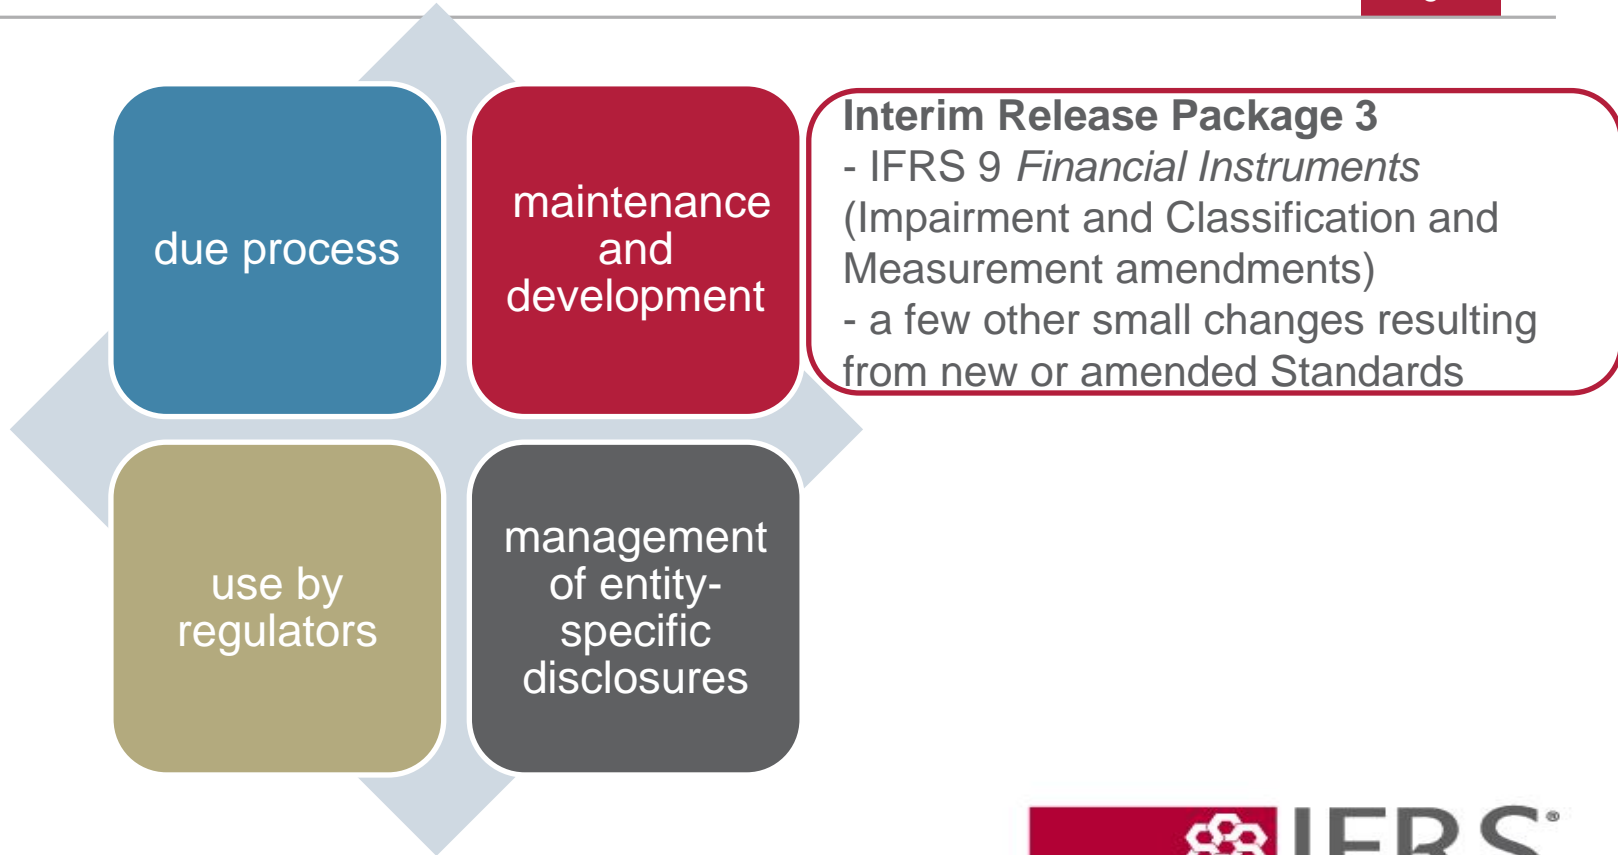 due process
maintenance
and
development
Interim Release Package 3
- IFRS 9 Financial Instruments
(Impairment and Classification and
Measurement amendments)
- a few other small changes resulting
from new or amended Standards
use by
regulators
management
of entity-
specific
disclosures
IFRS®